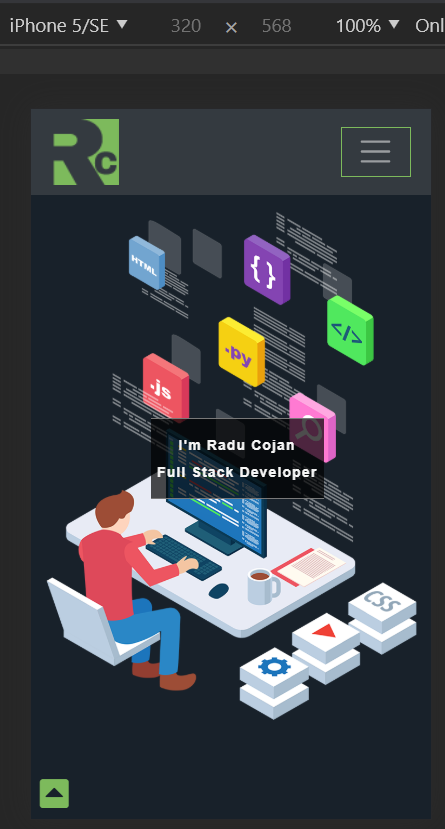 iPhone 5/SE ▼ 320 × 568 100% ▼ Onl
Rc
HTML
{}
</>
.py
.js
I'm Radu Cojan
Full Stack Developer
CSS